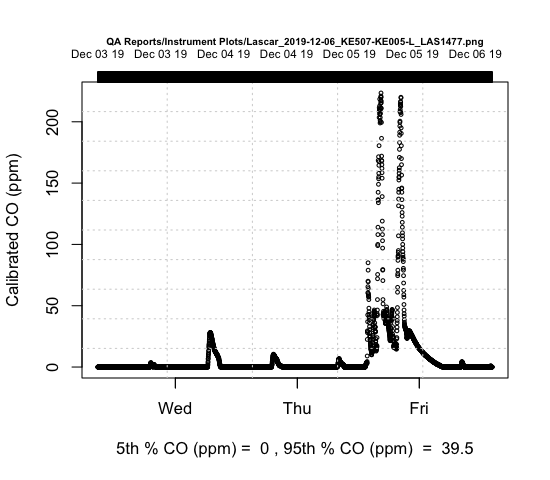 QA Reports/Instrument Plots/Lascar_2019-12-06_KE507-KE005-L_LAS1477.png
Dec 03 19 Dec 03 19 Dec 04 19 Dec 04 19 Dec 05 19 Dec 05 19 Dec 06 19
Calibrated CO (ppm)
200
150
100
50
0
Wed Thu Fri
5th % CO (ppm) = 0 , 95th % CO (ppm) = 39.5